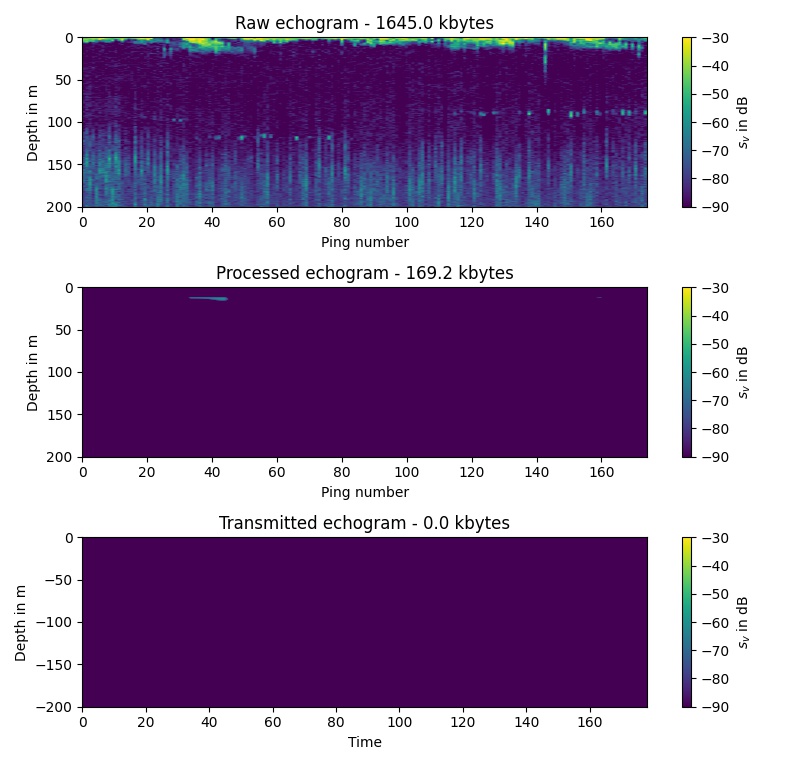 Raw echogram - 1645.0 kbytes
0
50
100
150
200
Depth in m
0 20 40 60 80 100 120 140 160
Ping number
−30
−40
−50
−60
−70
−80
−90
sv in dB
Processed echogram - 169.2 kbytes
0
50
100
150
200
Depth in m
0 20 40 60 80 100 120 140 160
Ping number
−30
−40
−50
−60
−70
−80
−90
sv in dB
Transmitted echogram - 0.0 kbytes
0
−50
−100
−150
−200
Depth in m
0 20 40 60 80 100 120 140 160
Time
−30
−40
−50
−60
−70
−80
−90
sv in dB